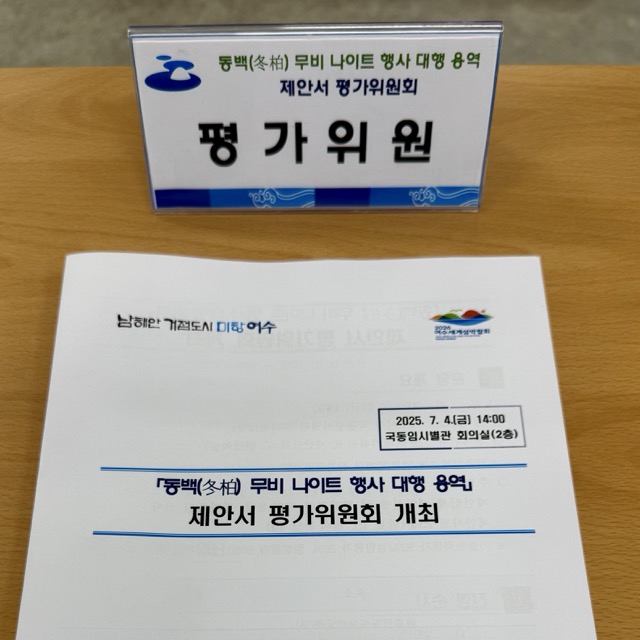 동백(冬柏) 무비 나이트 행사 대행 용역
제안서 평가위원회
평가위원
남해안 거점도시 미항여수
2026
여수세계섬박람회
2025. 7. 4.(금) 14:00
국동임시별관 회의실(2층)
「동백(冬柏) 무비 나이트 행사 대행 용역」
제안서 평가위원회 개최